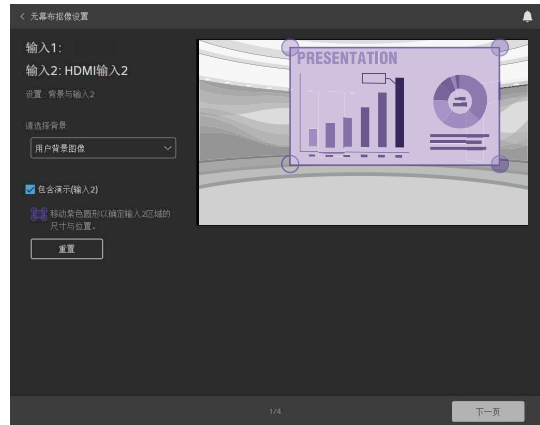 无幕布抠像设置
输入1:
输入2: HDMI输入2
设置: 背景与输入2
请选择背景
用户背景图像
包含演示(输入2)
移动紫色圆形以确定输入2区域的
尺寸与位置。
重置
PRESENTATION
1/4
下一页